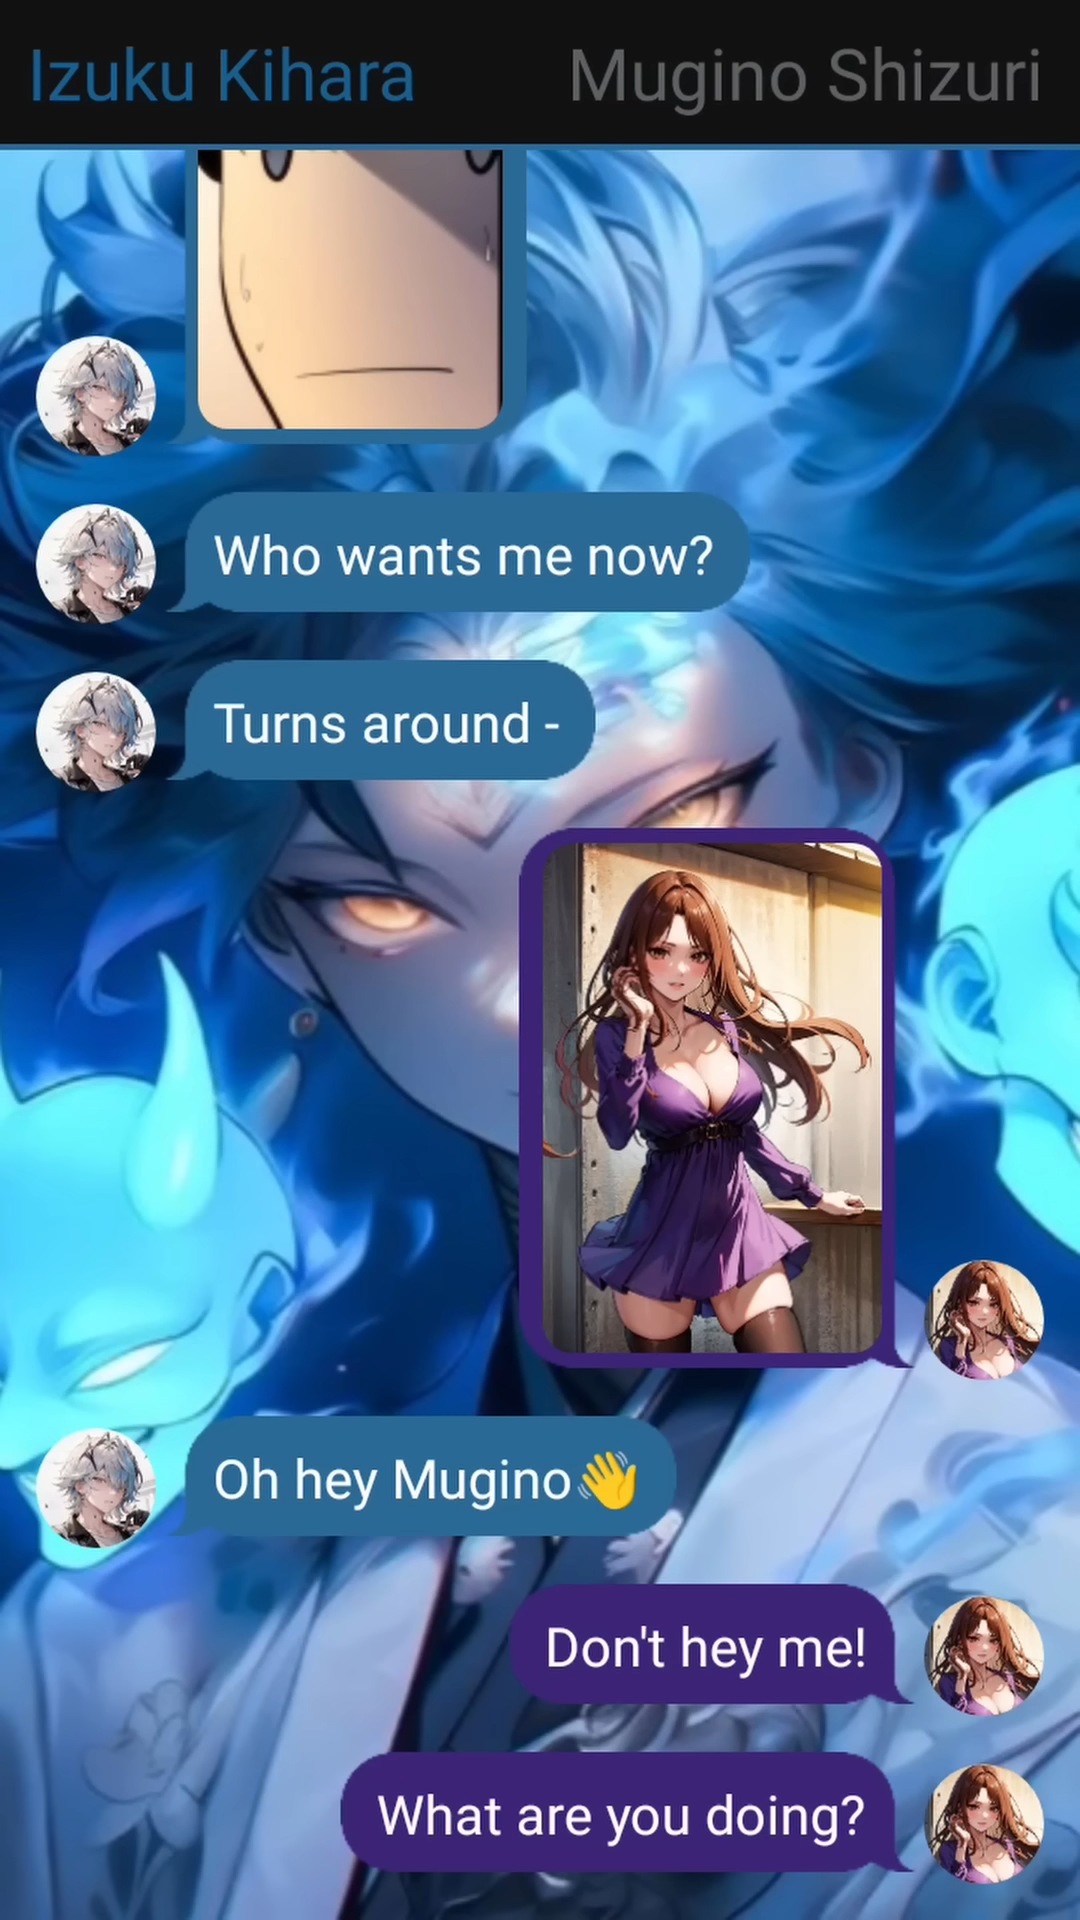 Izuku Kihara
Mugino Shizuri
Who wants me now?
Turns around -
Oh hey Mugino👋
Don't hey me!
What are you doing?